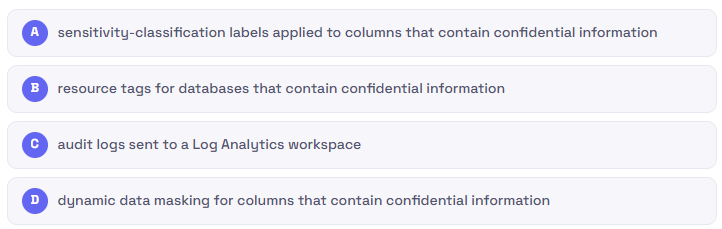 A sensitivity-classification labels applied to columns that contain confidential information
B resource tags for databases that contain confidential information
C audit logs sent to a Log Analytics workspace
D dynamic data masking for columns that contain confidential information